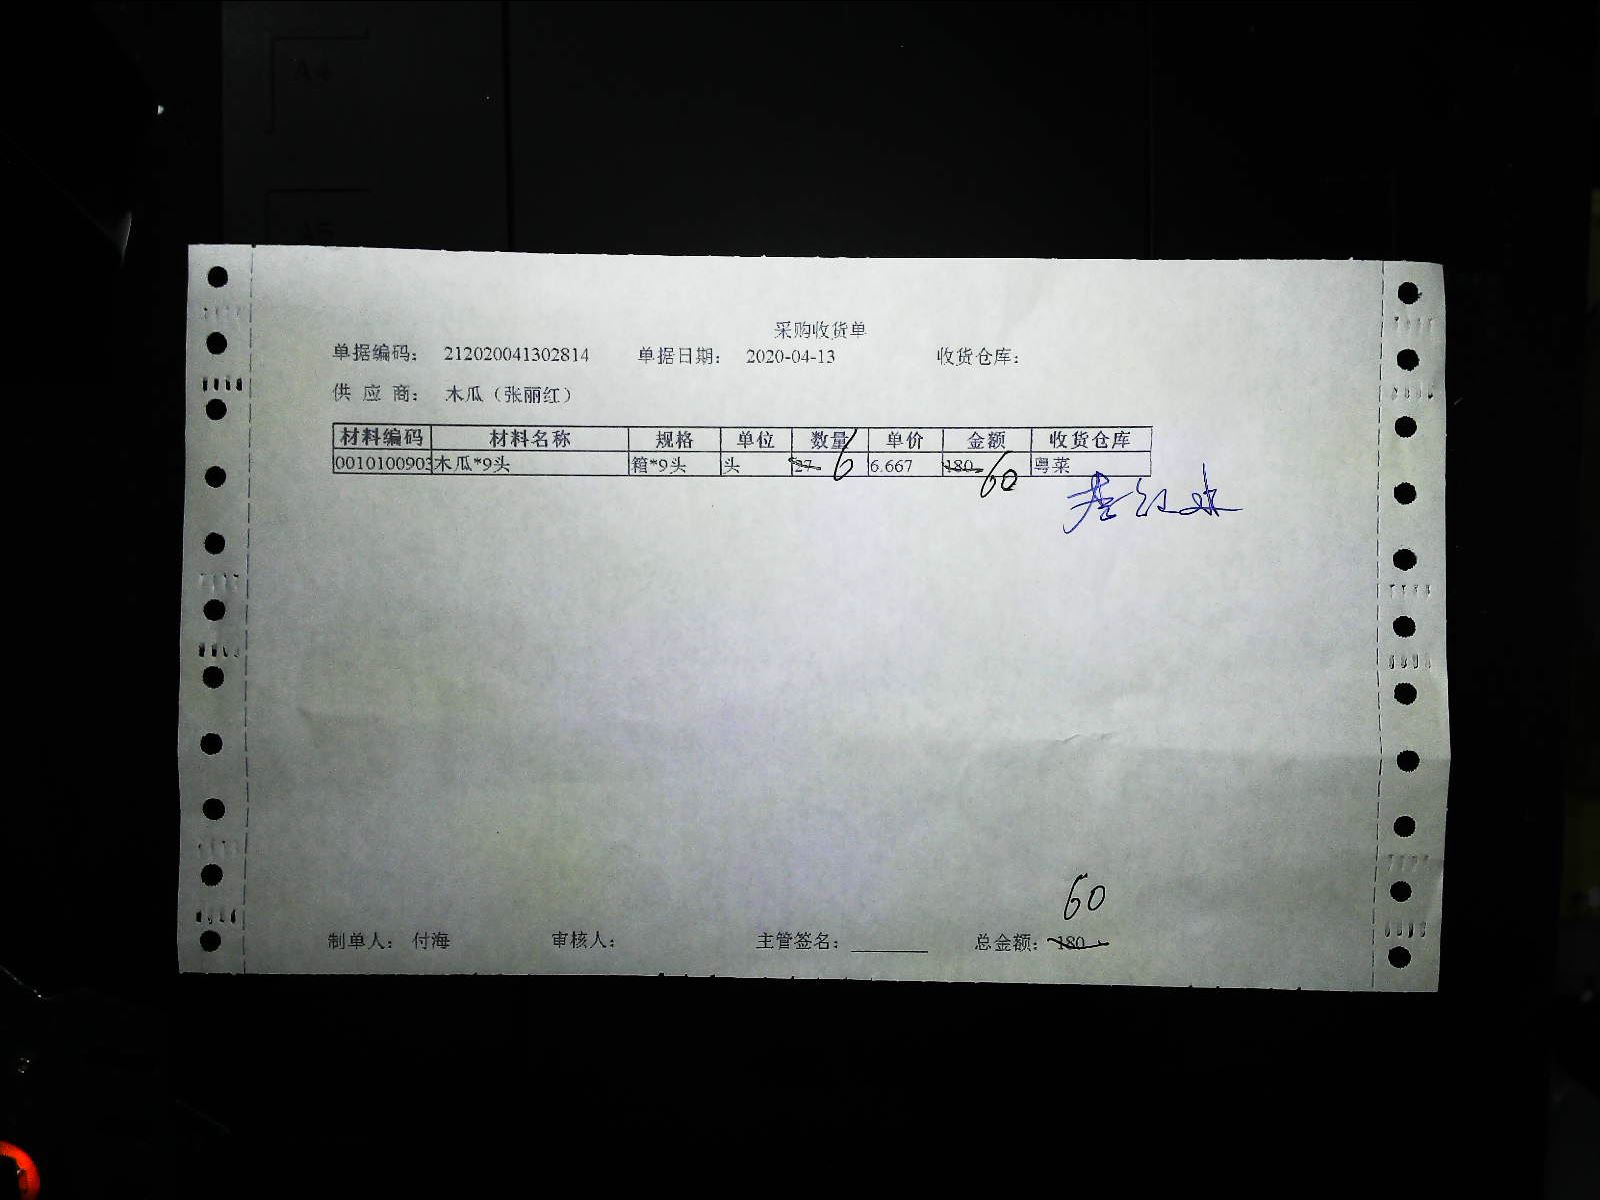 A4
A5
采购收货单
单据编码: 212020041302814 单据日期: 2020-04-13 收货仓库:
供 应 商: 木瓜（张丽红）
材料编码 材料名称 规格 单位 数量 单价 金额 收货仓库
0010100903 木瓜*9头 箱*9头 头 27 6 6.667 180 60 粤菜
60
制单人: 付海 审核人: 主管签名: 总金额: 180